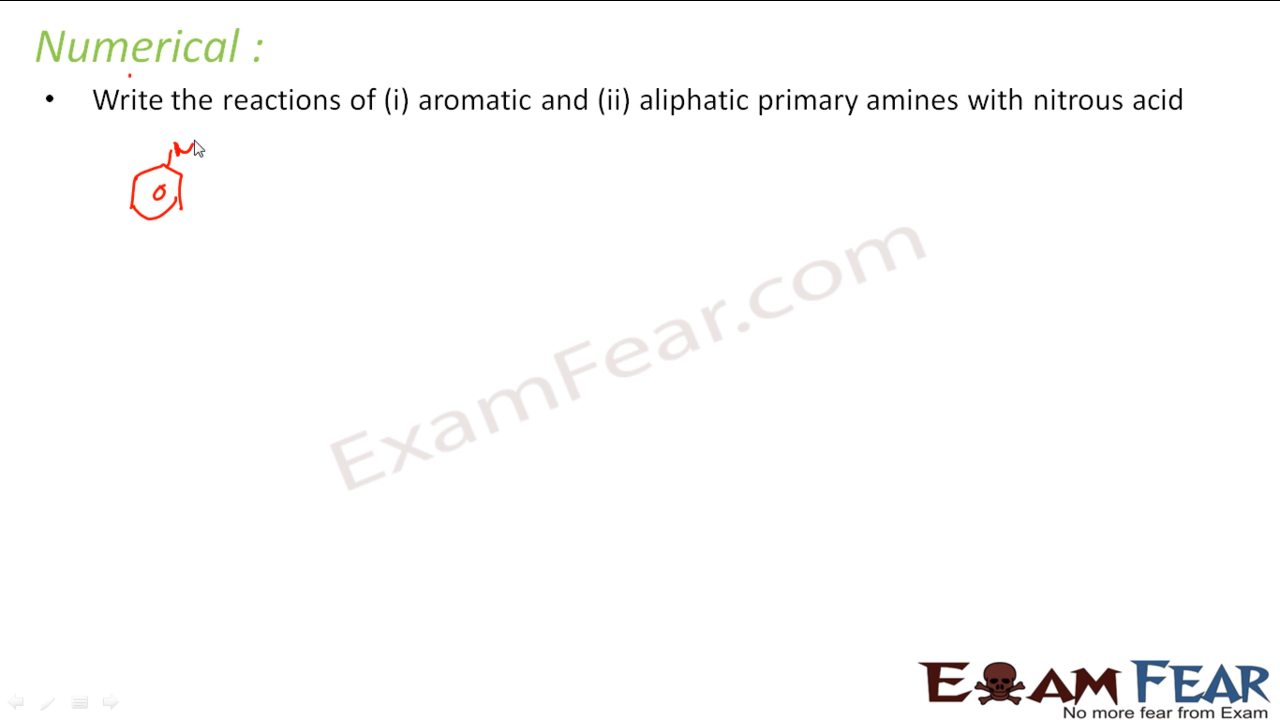 Numerical :
• Write the reactions of (i) aromatic and (ii) aliphatic primary amines with nitrous acid
N
ExamFear.com
EXAM FEAR
No more fear from Exam